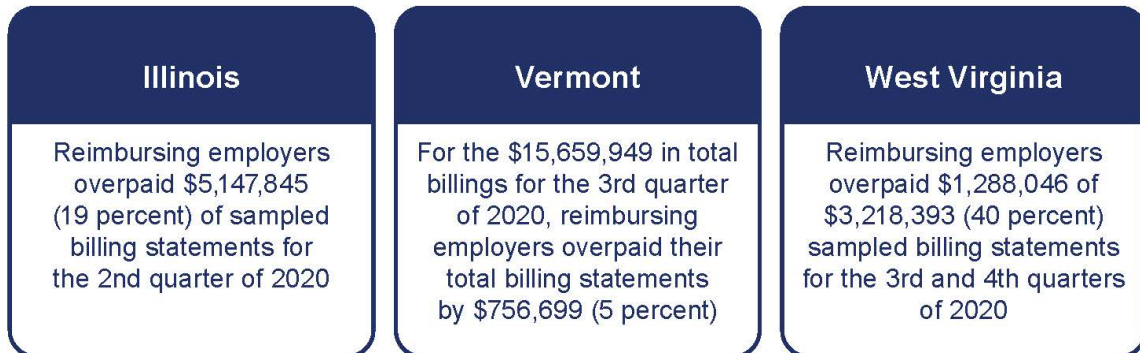 Illinois
Reimbursing employers
overpaid $5,147,845
(19 percent) of sampled
billing statements for
the 2nd quarter of 2020
Vermont
For the $15,659,949 in total
billings for the 3rd quarter
of 2020, reimbursing
employers overpaid their
total billing statements
by $756,699 (5 percent)
West Virginia
Reimbursing employers
overpaid $1,288,046 of
$3,218,393 (40 percent)
sampled billing statements
for the 3rd and 4th quarters
of 2020